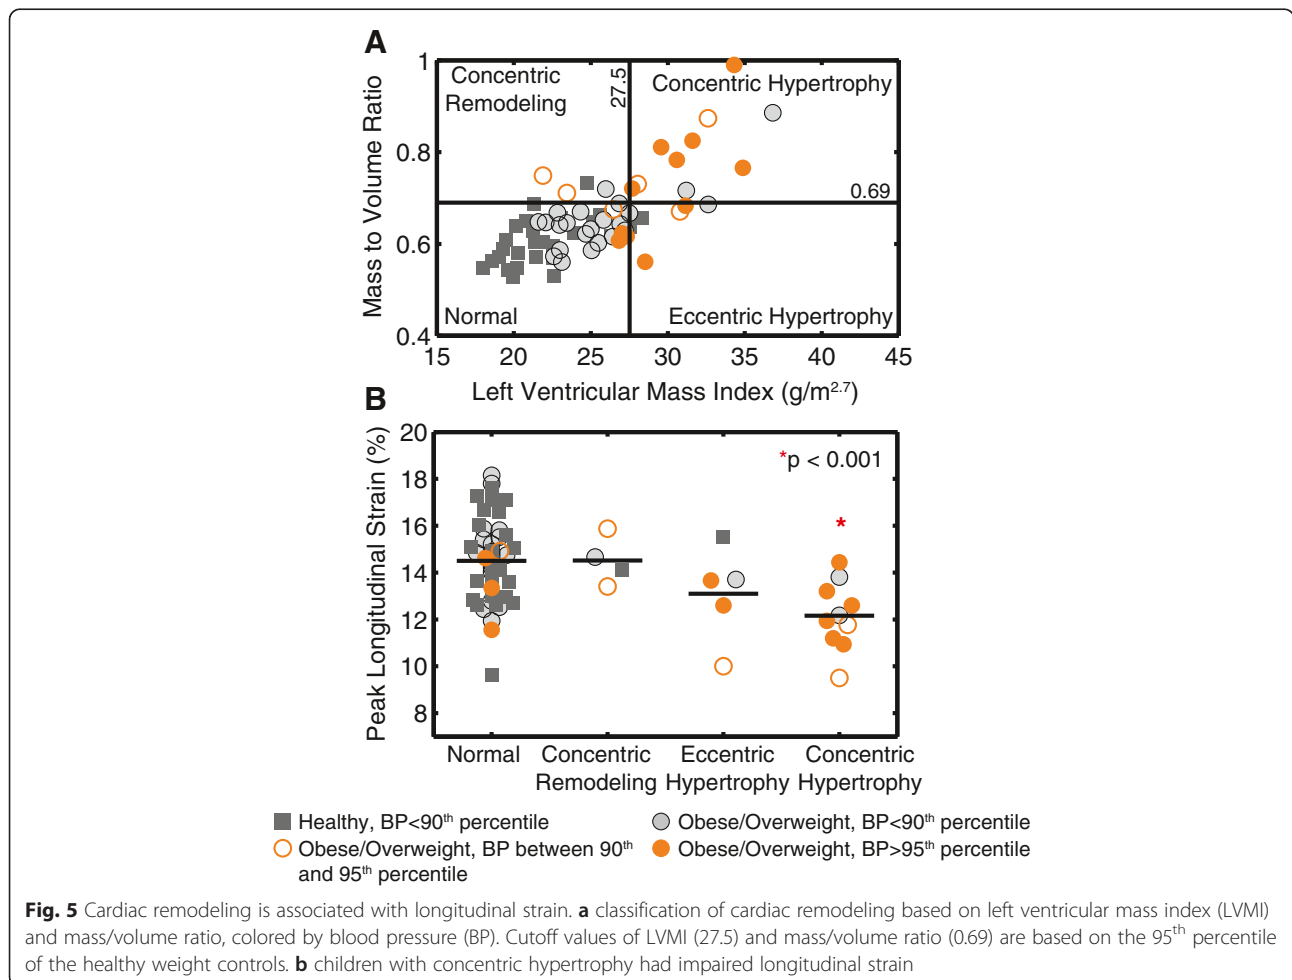 A
1
Concentric
Remodeling
27.5
Concentric Hypertrophy
0.8
0.69
0.6
Normal
Eccentric Hypertrophy
0.4
15 20 25 30 35 40 45
Mass to Volume Ratio
Left Ventricular Mass Index (g/m2.7)
B
20
*p < 0.001
18
16
*
14
12
10
8
Peak Longitudinal Strain (%)
Normal Concentric Eccentric Concentric
Remodeling Hypertrophy Hypertrophy
Healthy, BP<90th percentile
Obese/Overweight, BP<90th percentile
Obese/Overweight, BP between 90th
and 95th percentile
Obese/Overweight, BP>95th percentile
Fig. 5 Cardiac remodeling is associated with longitudinal strain. a classification of cardiac remodeling based on left ventricular mass index (LVMI)
and mass/volume ratio, colored by blood pressure (BP). Cutoff values of LVMI (27.5) and mass/volume ratio (0.69) are based on the 95th percentile
of the healthy weight controls. b children with concentric hypertrophy had impaired longitudinal strain